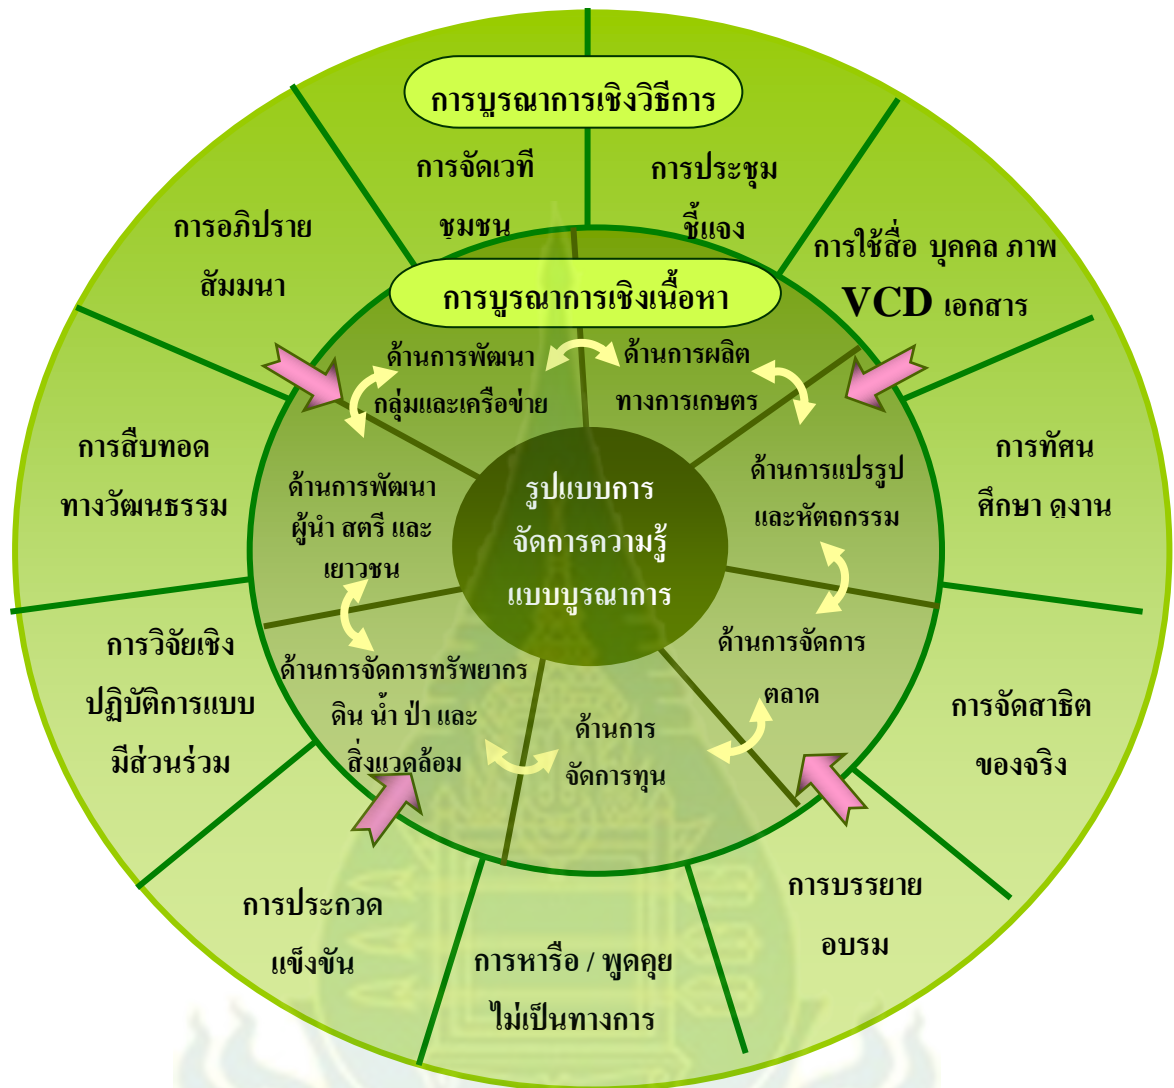 การบูรณาการเชิงวิธีการ
การจัดเวที
ชุมชน
การประชุม
ชี้แจง
การใช้สื่อ บุคคล ภาพ
VCD เอกสาร
การทัศน
ศึกษา ดูงาน
การจัดสาธิต
ของจริง
การบรรยาย
อบรม
การหารือ / พูดคุย
ไม่เป็นทางการ
การประกวด
แข็งขัน
การวิจัยเชิง
ปฏิบัติการแบบ
มีส่วนร่วม
การสืบทอด
ทางวัฒนธรรม
การอภิปราย
สัมมนา
การบูรณาการเชิงเนื้อหา
ด้านการพัฒนา
กลุ่มและเครือข่าย
ด้านการผลิต
ทางการเกษตร
ด้านการแปรรูป
และหัตถกรรม
ด้านการจัดการ
ตลาด
ด้านการ
จัดการทุน
ด้านการจัดการทรัพยากร
ดิน น้ำ ป่า และ
สิ่งแวดล้อม
ด้านการพัฒนา
ผู้นำ สตรี และ
เยาวชน
รูปแบบการ
จัดการความรู้
แบบบูรณาการ